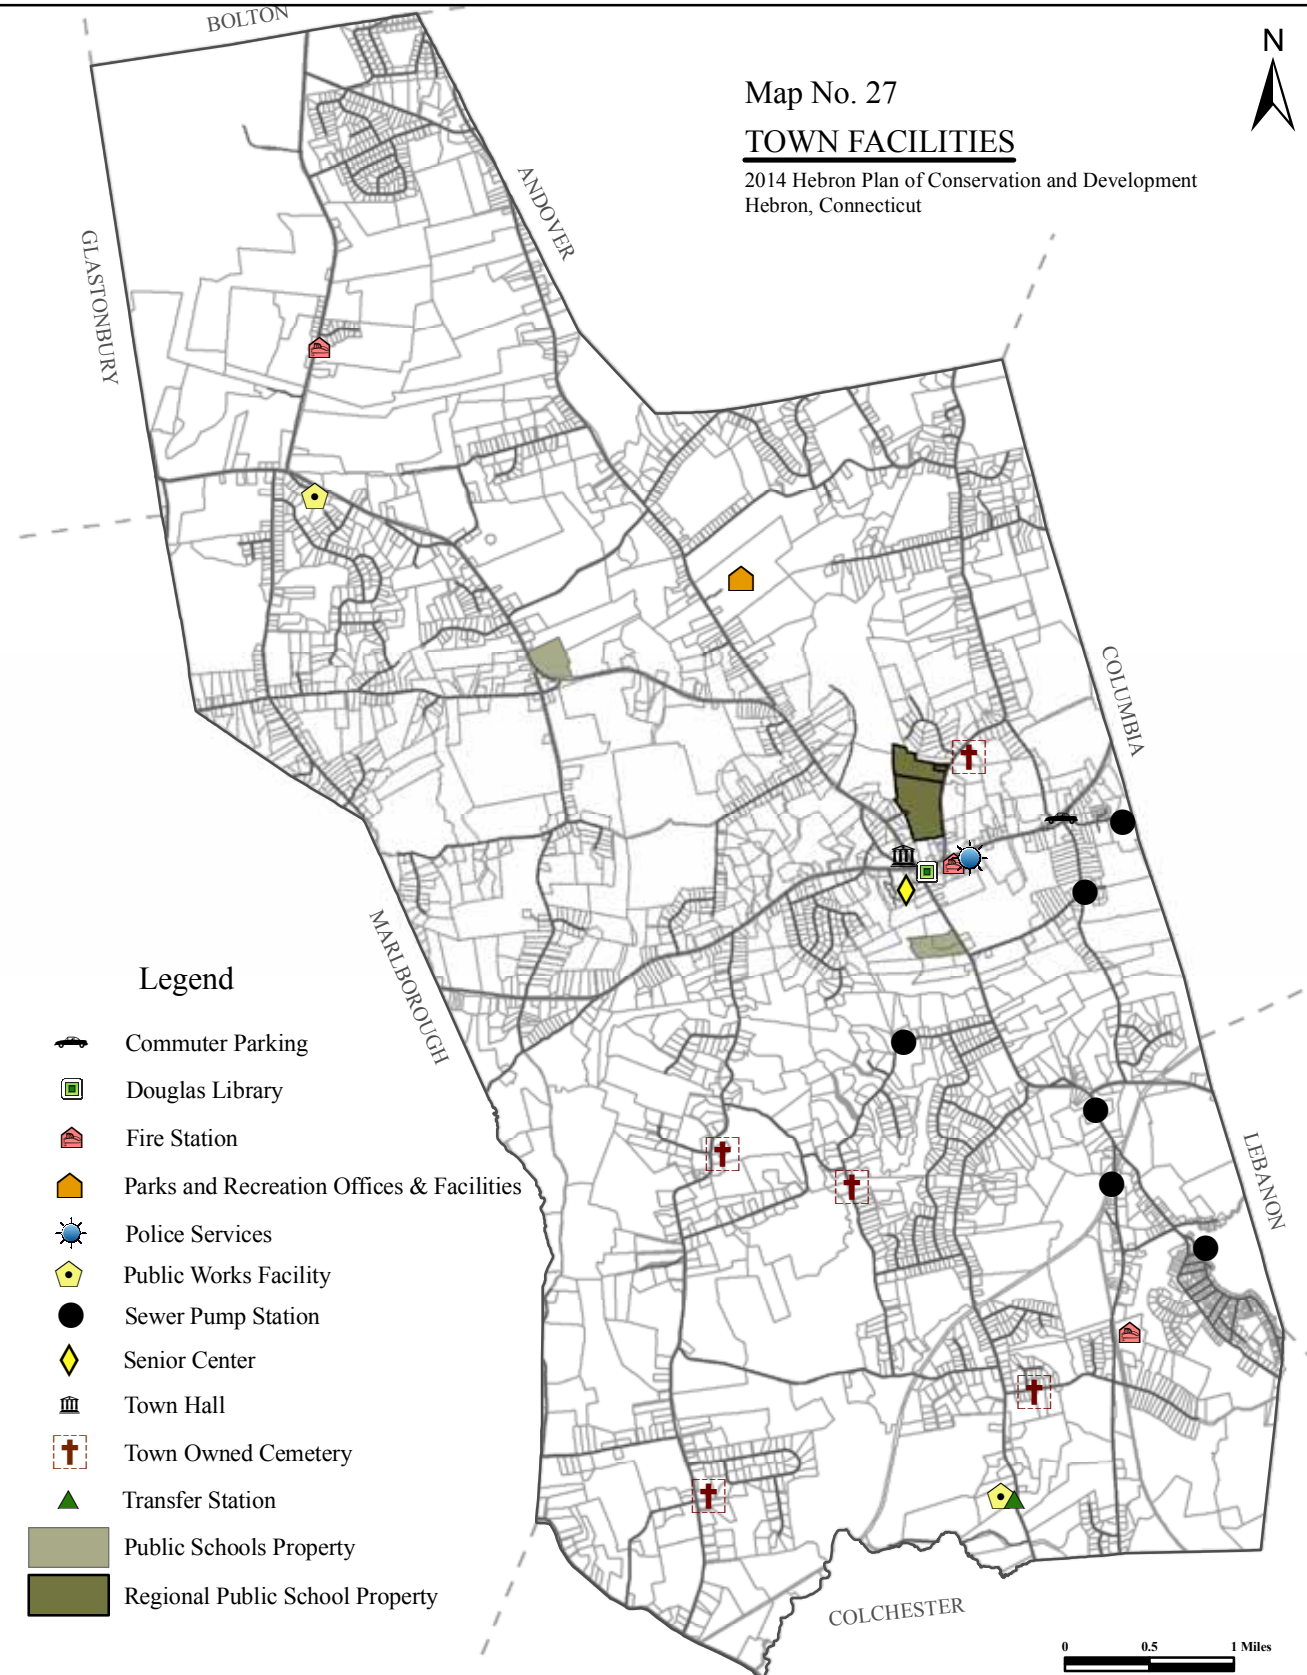 BOLTON
N
Map No. 27
TOWN FACILITIES
2014 Hebron Plan of Conservation and Development
Hebron, Connecticut
ANDOVER
GLASTONBURY
COLUMBIA
MARLBOROUGH
LEBANON
Legend
Commuter Parking
Douglas Library
Fire Station
Parks and Recreation Offices & Facilities
Police Services
Public Works Facility
Sewer Pump Station
Senior Center
Town Hall
Town Owned Cemetery
Transfer Station
Public Schools Property
Regional Public School Property
COLCHESTER
0 0.5 1 Miles